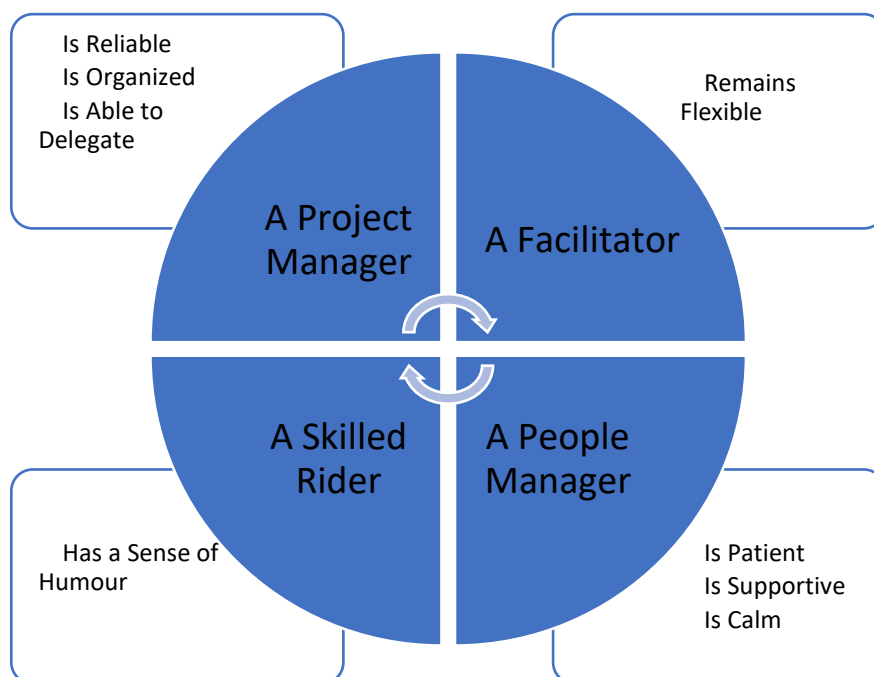 Is Reliable
Is Organized
Is Able to
Delegate
Remains
Flexible
A Project
Manager
A Facilitator
A Skilled
Rider
A People
Manager
Has a Sense of
Humour
Is Patient
Is Supportive
Is Calm